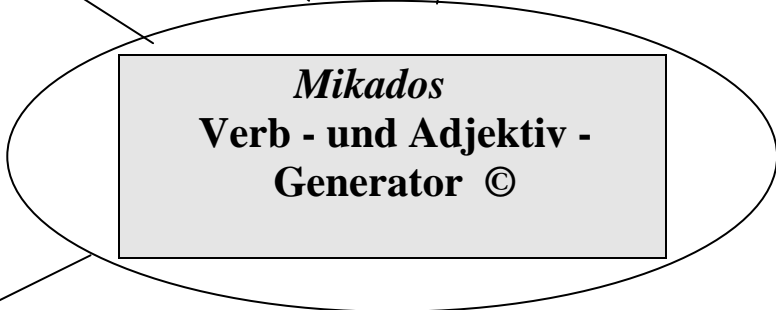 Mikados
Verb - und Adjektiv -
Generator ©